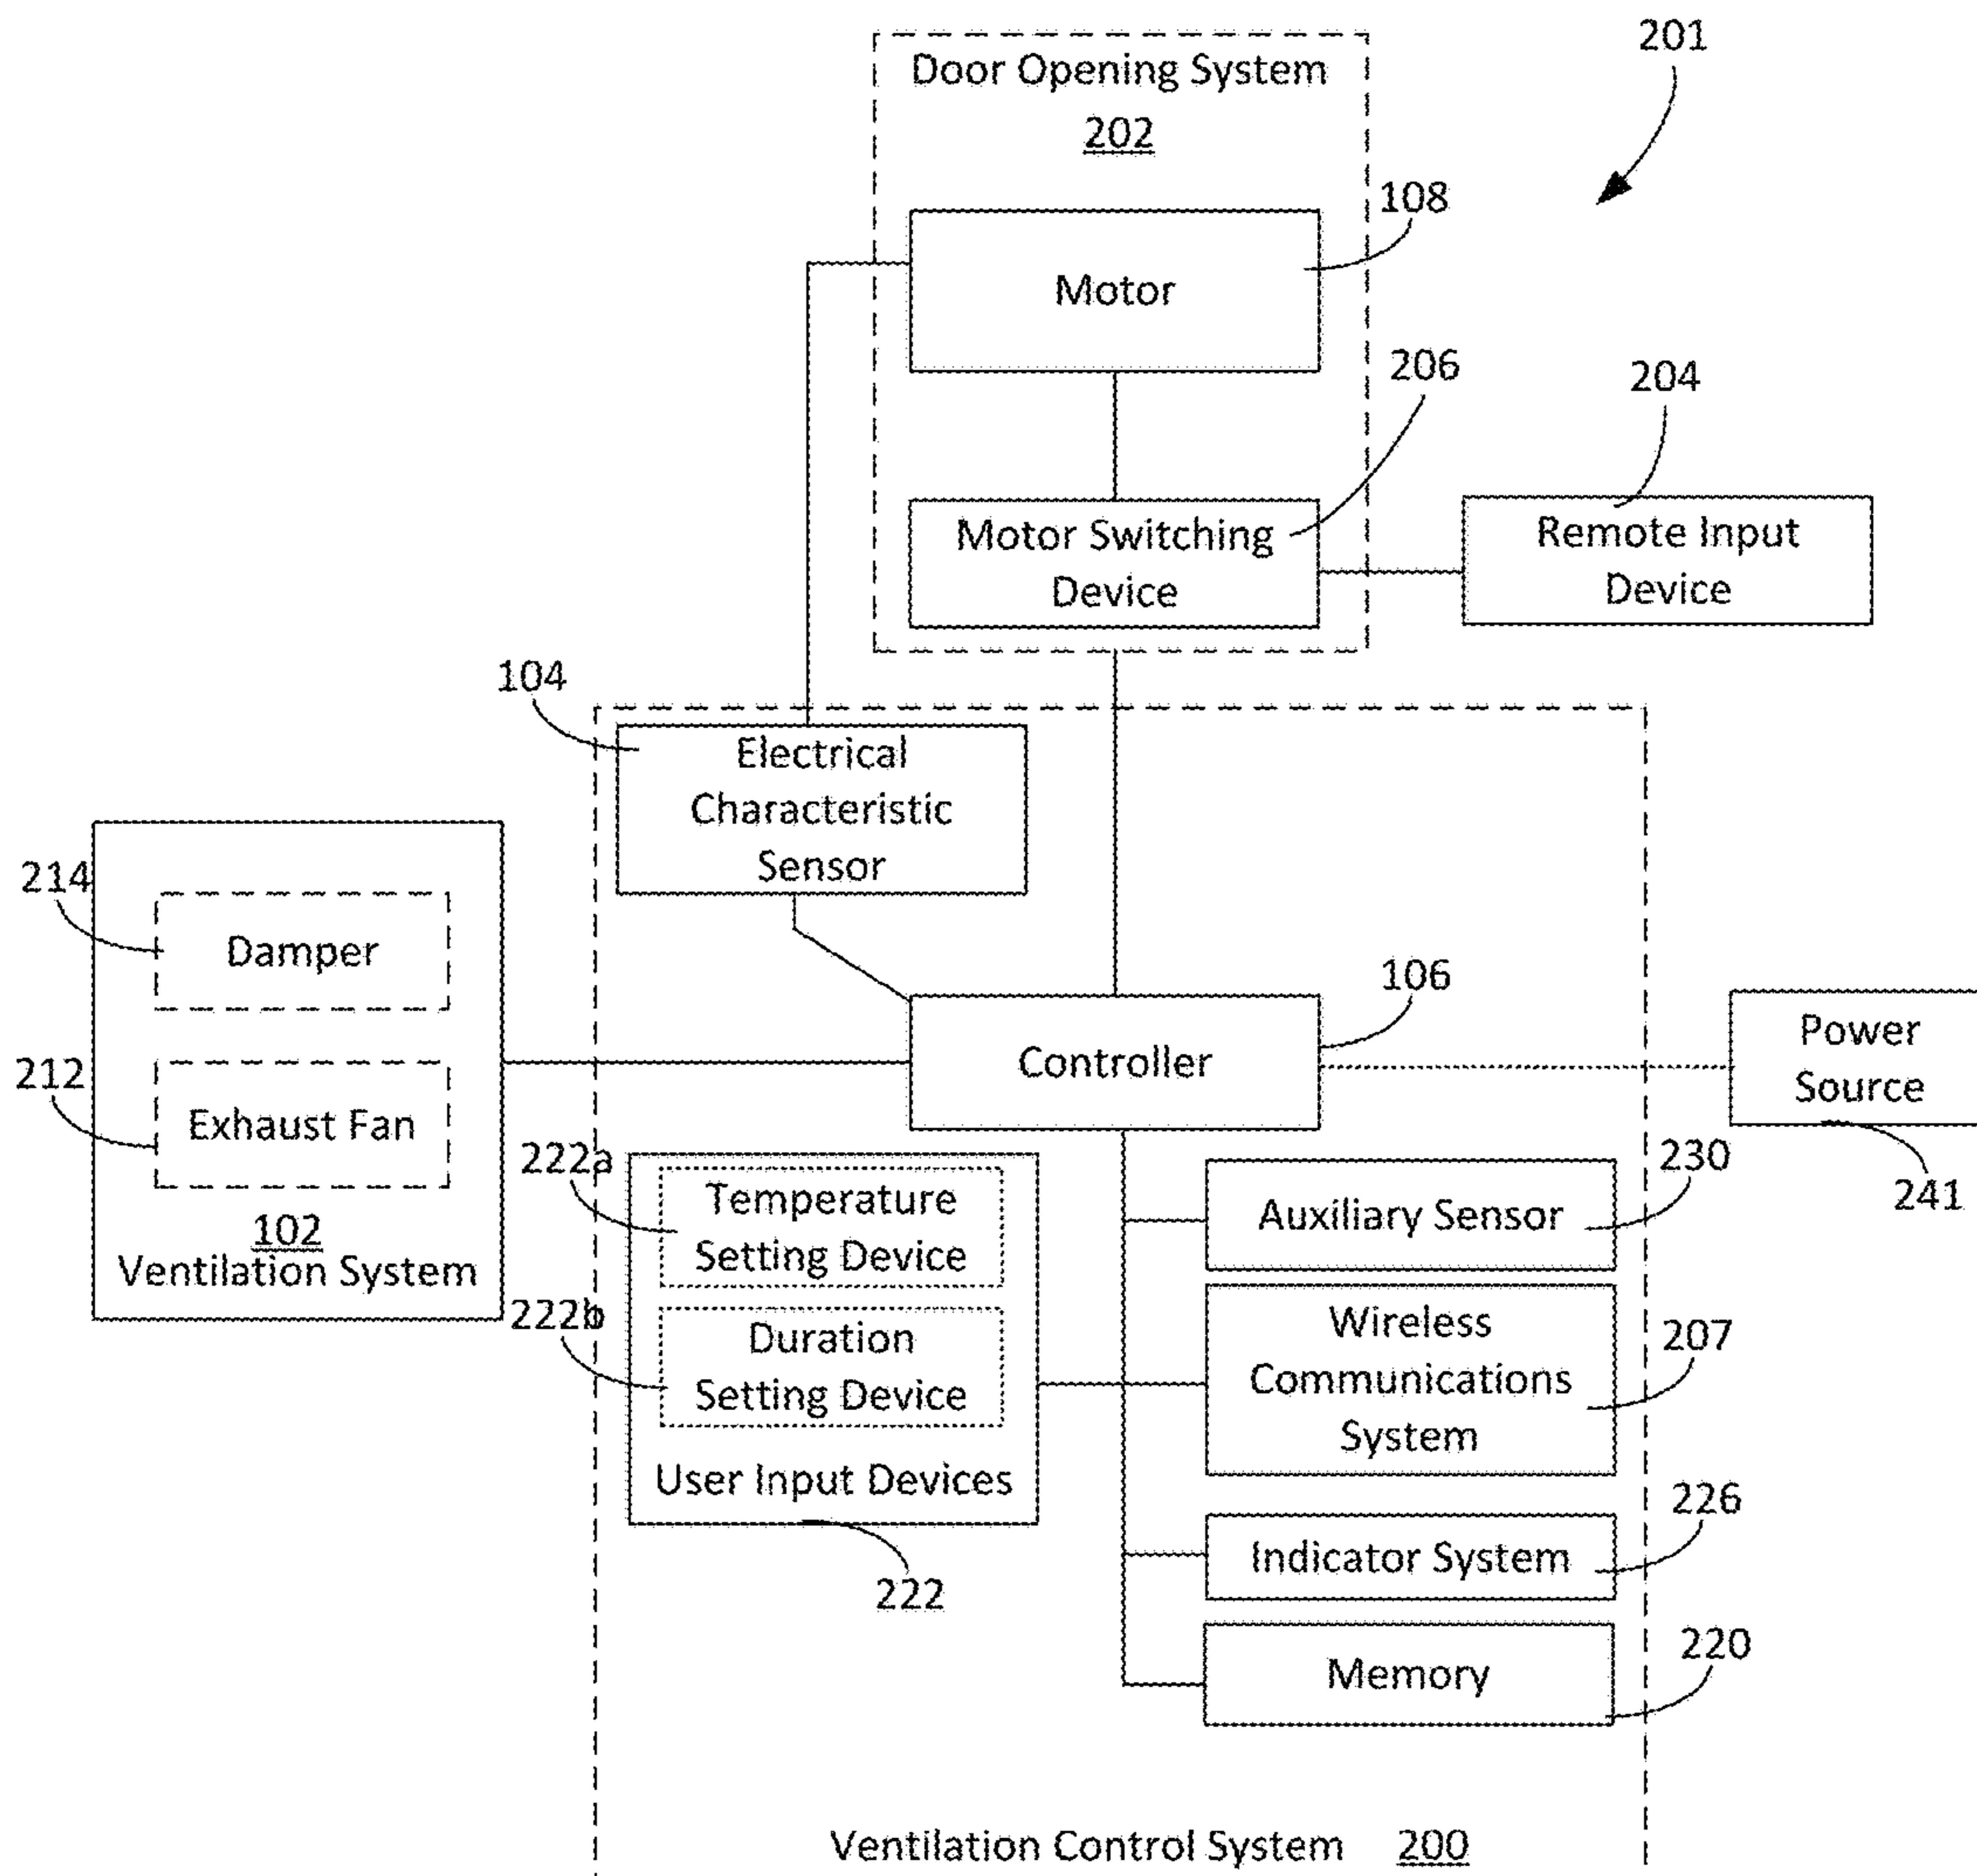 201
Door Opening System
202
108
Motor
206
204
Motor Switching
Device
Remote Input
Device
104
Electrical
Characteristic
Sensor
214
Damper
106
Controller
Power
Source
241
212
Exhaust Fan
102
Ventilation System
222a
Temperature
Setting Device
222b
Duration
Setting Device
User Input Devices
222
230
Auxiliary Sensor
Wireless
Communications
System
207
226
Indicator System
220
Memory
Ventilation Control System 200